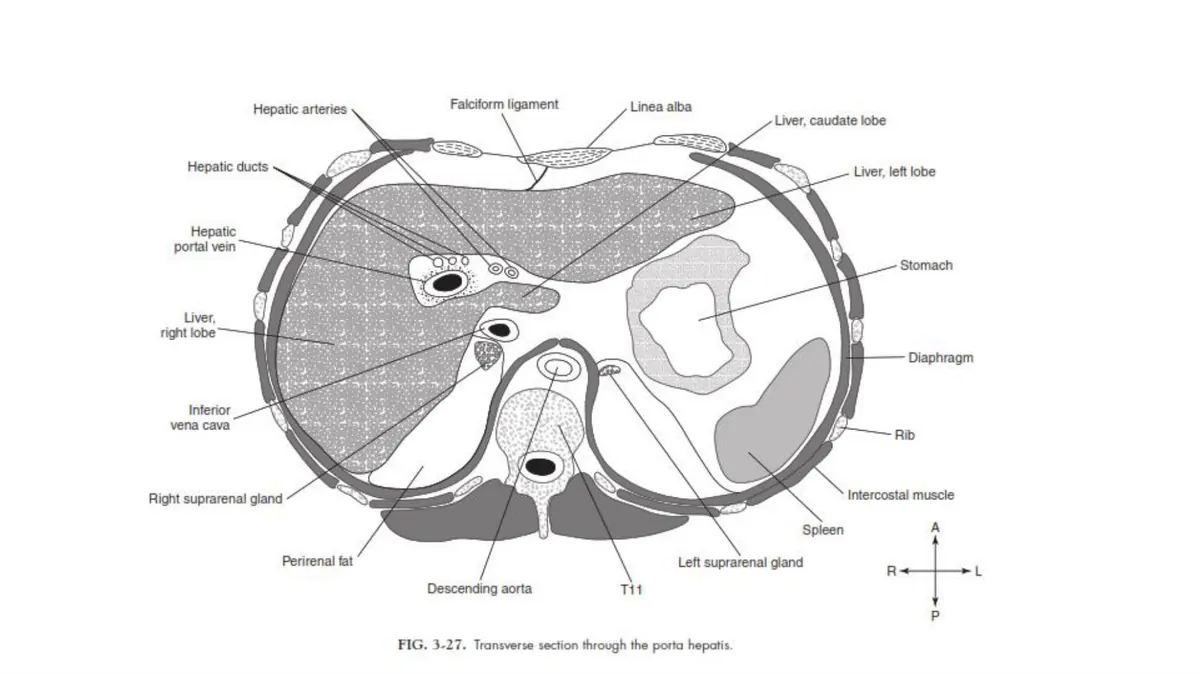 Hepatic arteries
Falciform ligament
Linea alba
Liver, caudate lobe
Hepatic ducts
Liver, left lobe
Hepatic
portal vein
Stomach
Liver,
right lobe
Diaphragm
Inferior
vena cava
Rib
Right suprarenal gland
Intercostal muscle
Spleen
Perirenal fat
Left suprarenal gland
Descending aorta
T11
A
R
L
P
FIG. 3-27. Transverse section through the porta hepatis.